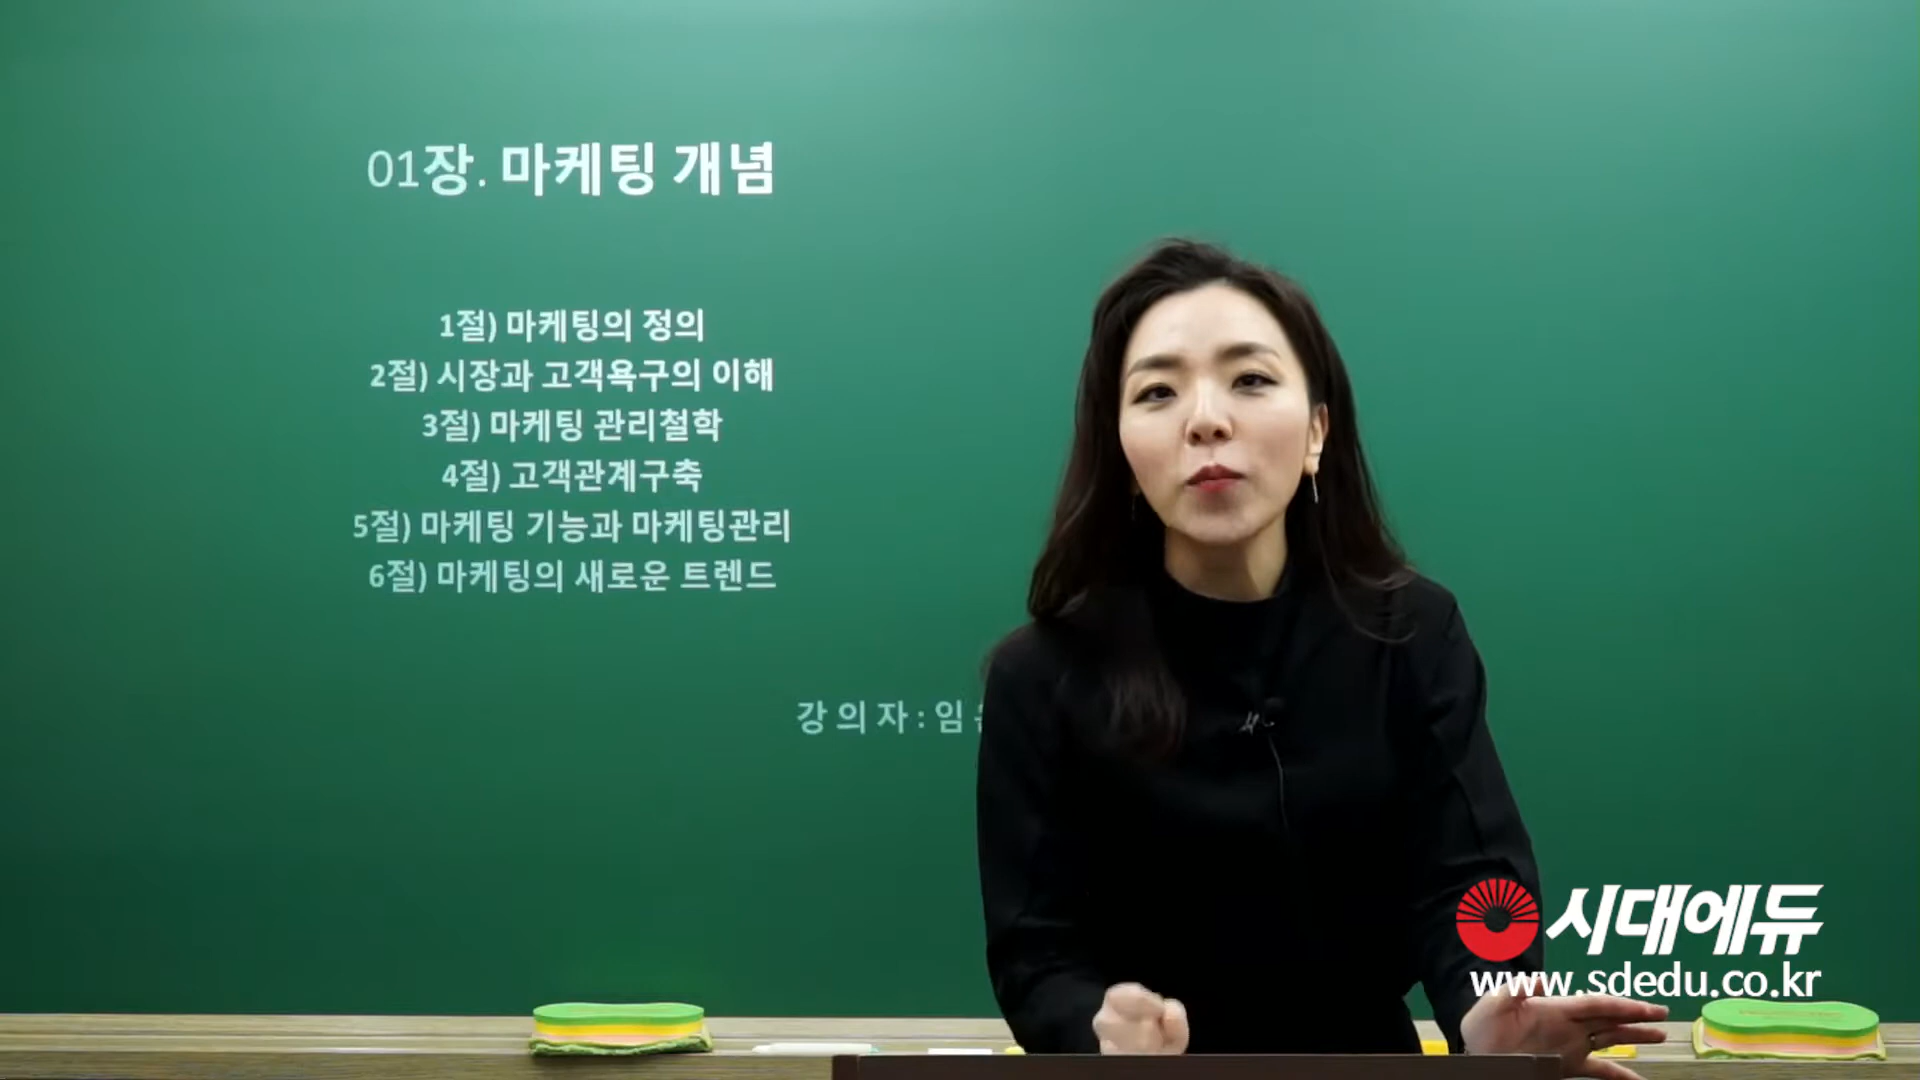 01장. 마케팅 개념
1절) 마케팅의 정의
2절) 시장과 고객욕구의 이해
3절) 마케팅 관리철학
4절) 고객관계구축
5절) 마케팅 기능과 마케팅관리
6절) 마케팅의 새로운 트렌드
강 의 자 : 임
시대에듀
www.sdedu.co.kr